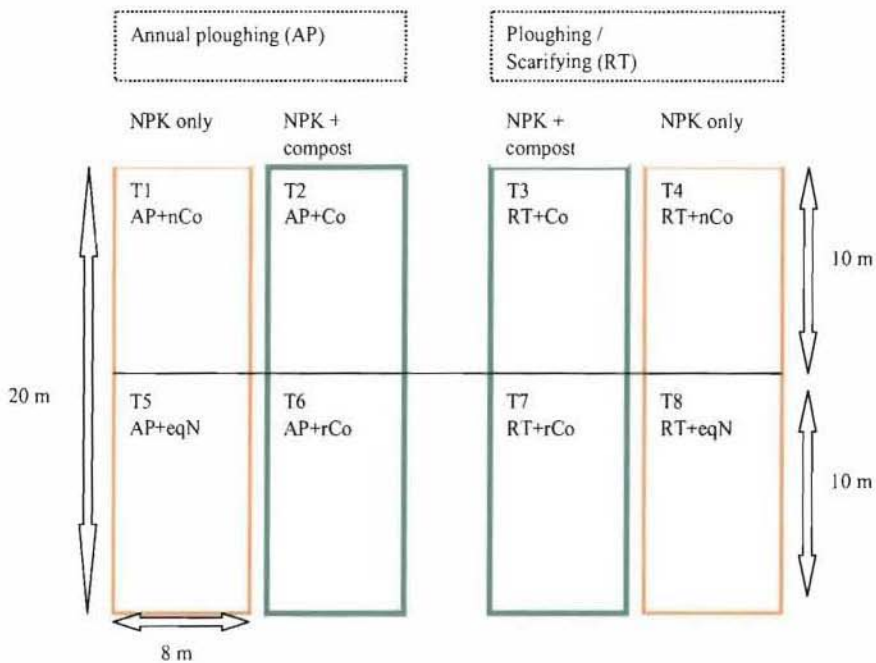 Annual ploughing (AP)
Ploughing /
Scarifying (RT)
NPK only
NPK +
compost
NPK +
compost
NPK only
T1
AP+nCo
T2
AP+Co
T3
RT+Co
T4
RT+nCo
10 m
20 m
T5
AP+eqN
T6
AP+rCo
T7
RT+rCo
T8
RT+eqN
10 m
8 m